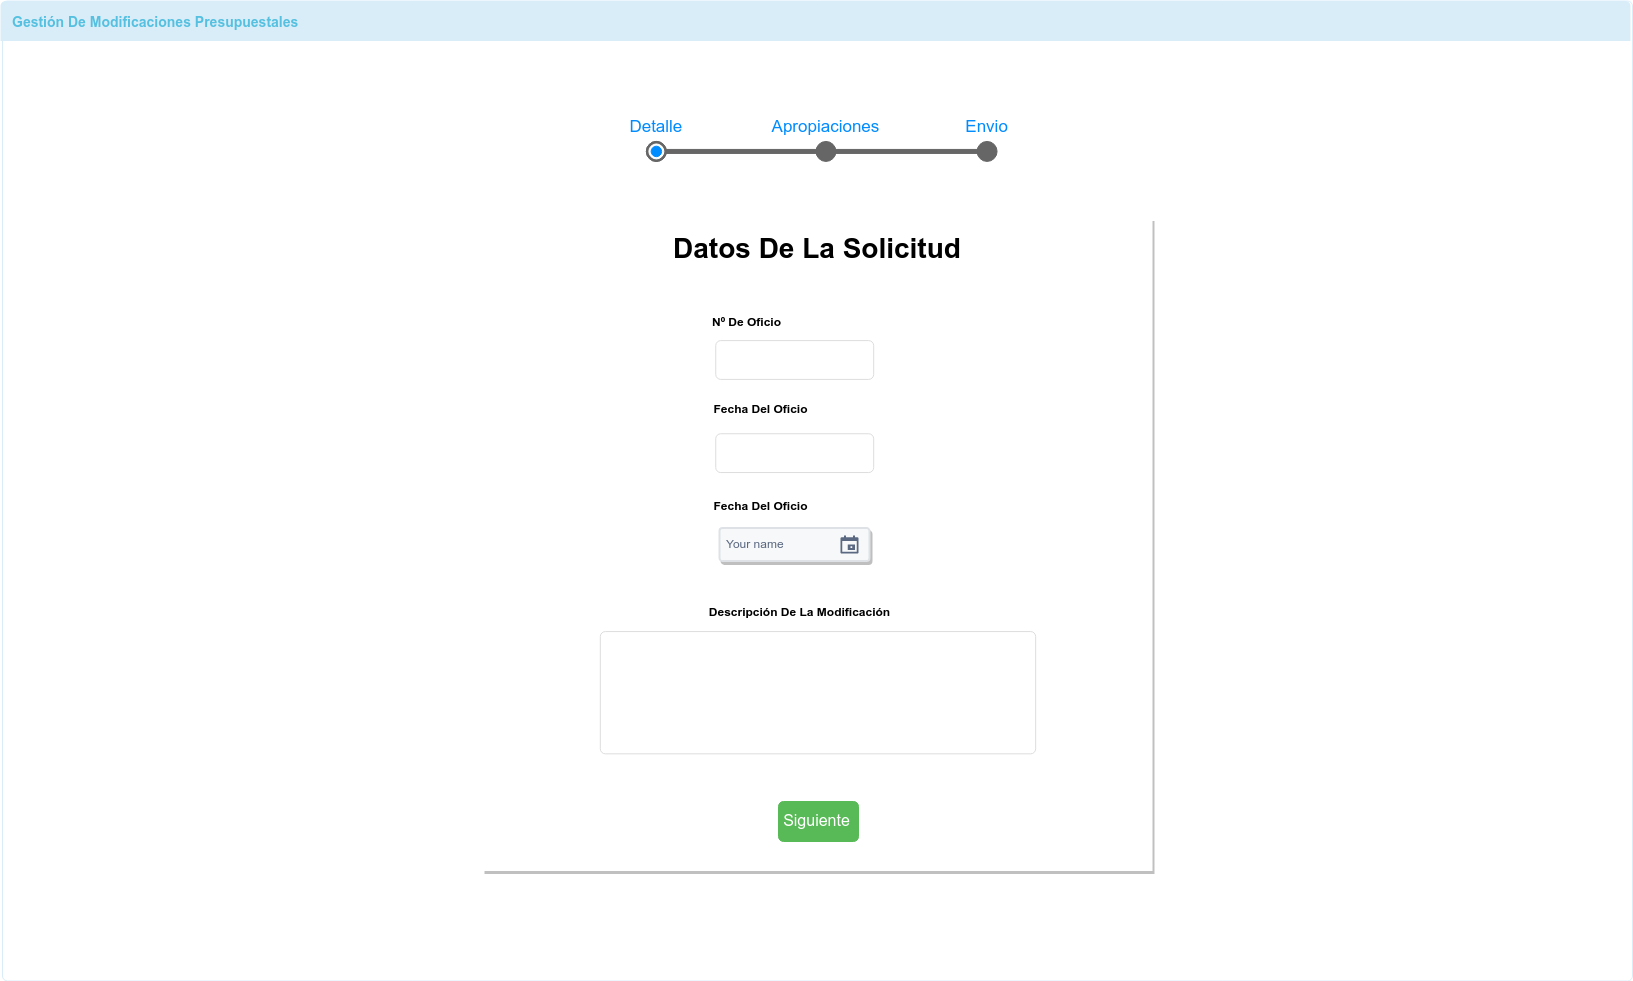 Gestión De Modificaciones Presupuestales
Detalle Apropiaciones Envio
Datos De La Solicitud
Nº De Oficio
Fecha Del Oficio
Fecha Del Oficio
Your name
Descripción De La Modificación
Siguiente